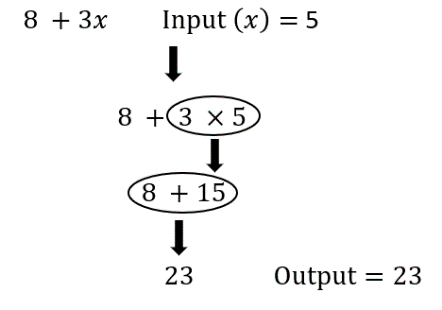 8 + 3x Input (x) = 5
8 + 3 × 5
8 + 15
23 Output = 23